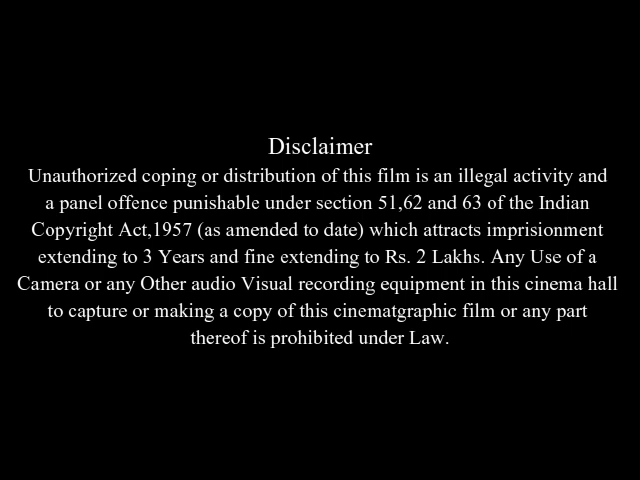 Disclaimer
Unauthorized coping or distribution of this film is an illegal activity and
a panel offence punishable under section 51,62 and 63 of the Indian
Copyright Act,1957 (as amended to date) which attracts imprisionment
extending to 3 Years and fine extending to Rs. 2 Lakhs. Any Use of a
Camera or any Other audio Visual recording equipment in this cinema hall
to capture or making a copy of this cinematgraphic film or any part
thereof is prohibited under Law.